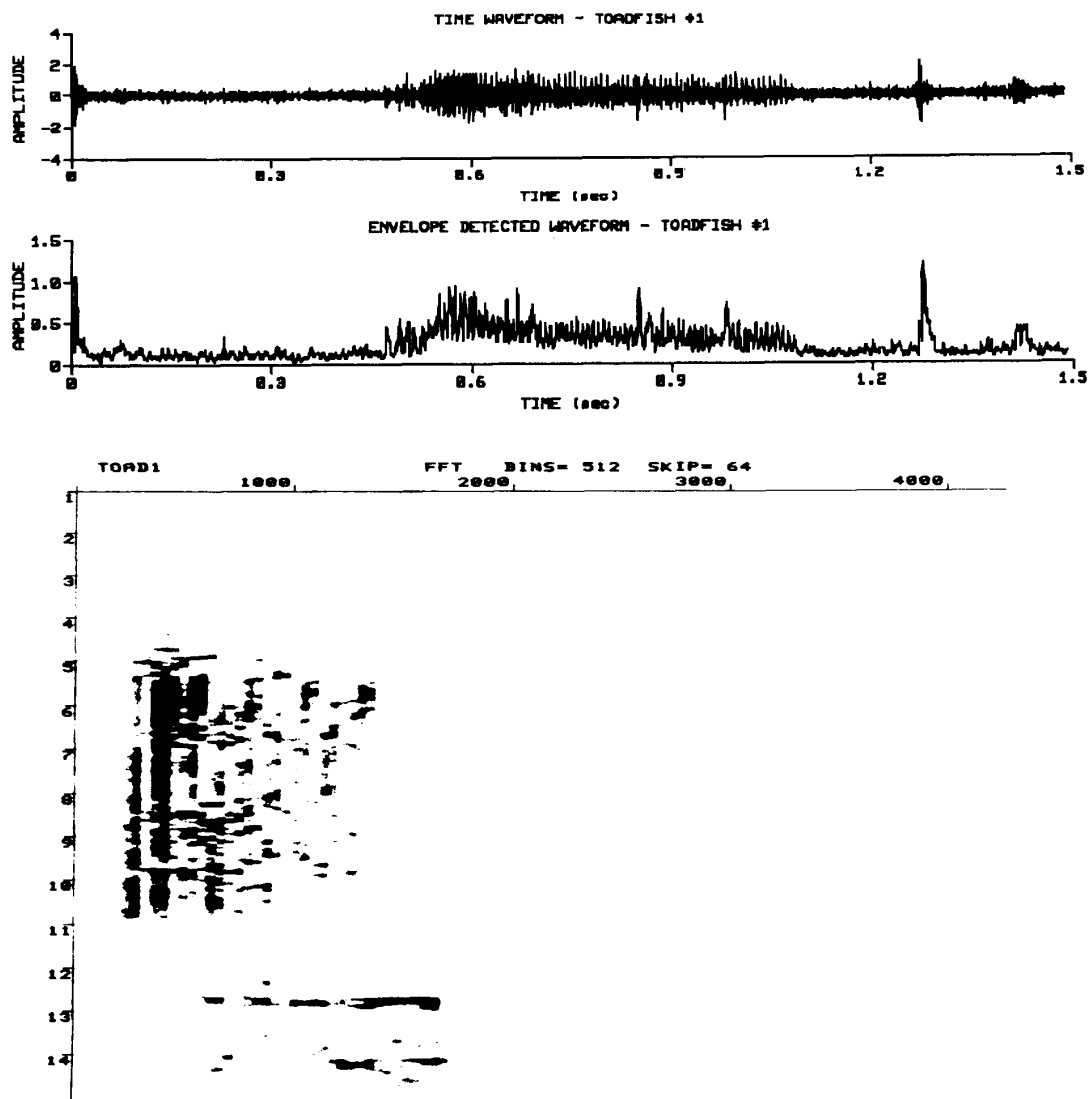 TIME WAVEFORM - TOADFISH #1
4
2
0
-2
-4
AMPLITUDE
0 0.3 0.6 0.9 1.2 1.5
TIME (sec)
ENVELOPE DETECTED WAVEFORM - TOADFISH #1
1.5
1.0
0.5
0
AMPLITUDE
0 0.3 0.6 0.9 1.2 1.5
TIME (sec)
TOAD1 FFT BINS= 512 SKIP= 64
1000 2000 3000 4000
1
2
3
4
5
6
7
8
9
10
11
12
13
14